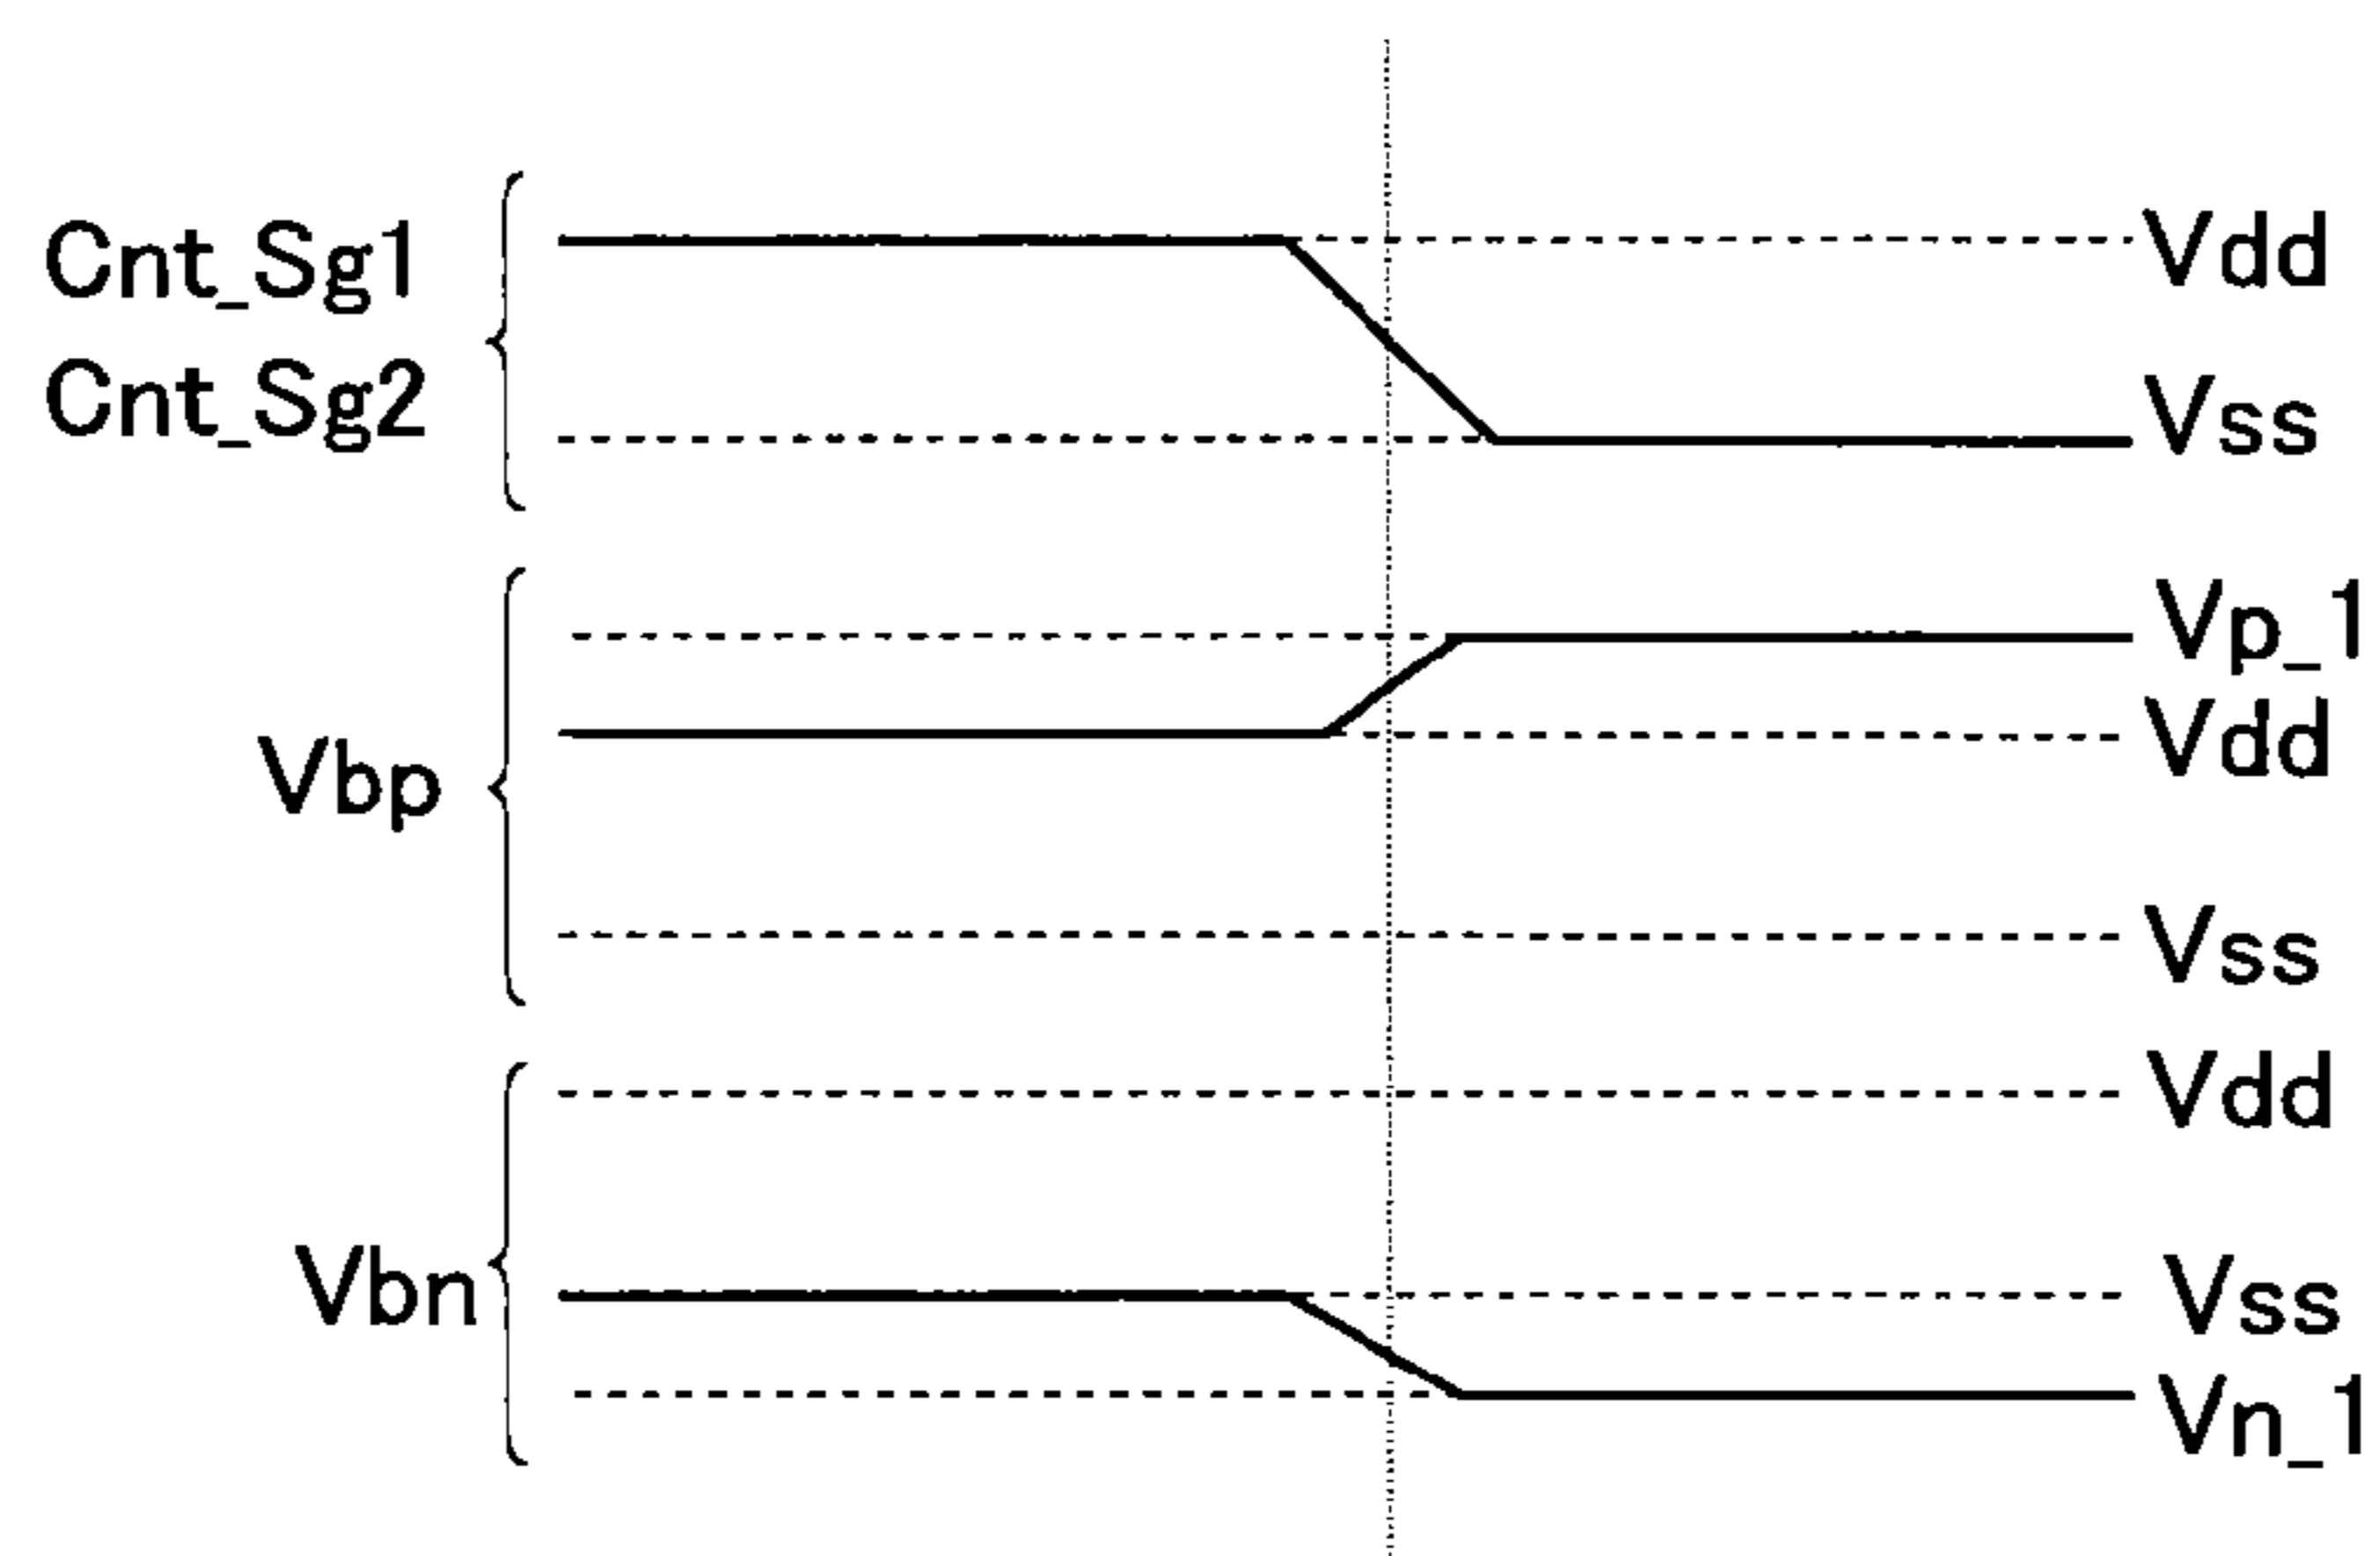 Cnt_Sg1
Cnt_Sg2
Vdd
Vss
Vbp
Vp_1
Vdd
Vss
Vbn
Vdd
Vss
Vn_1